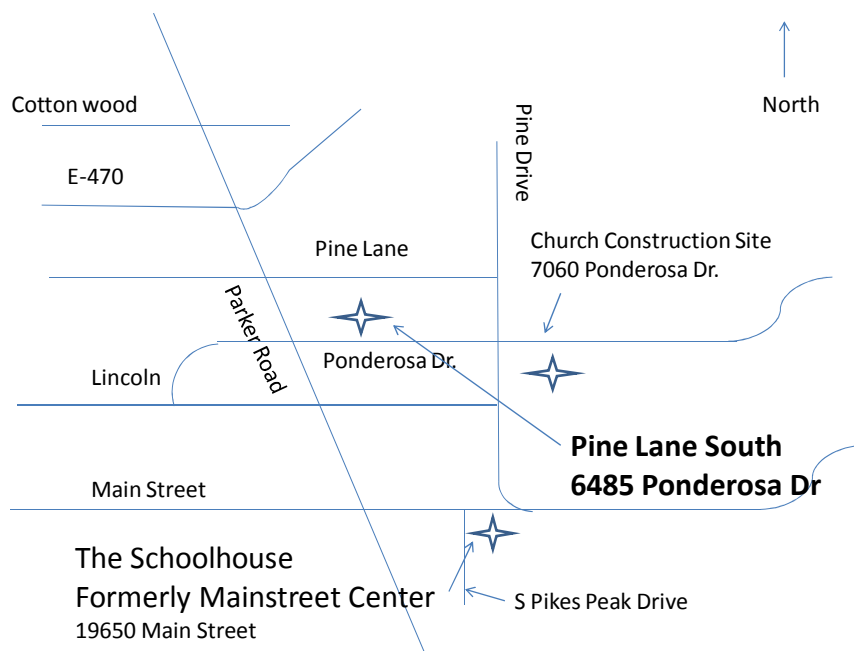 Cotton wood
North
E-470
Pine Drive
Church Construction Site
7060 Ponderosa Dr.
Pine Lane
Parker Road
Ponderosa Dr.
Lincoln
Pine Lane South
6485 Ponderosa Dr
Main Street
The Schoolhouse
Formerly Mainstreet Center
19650 Main Street
S Pikes Peak Drive